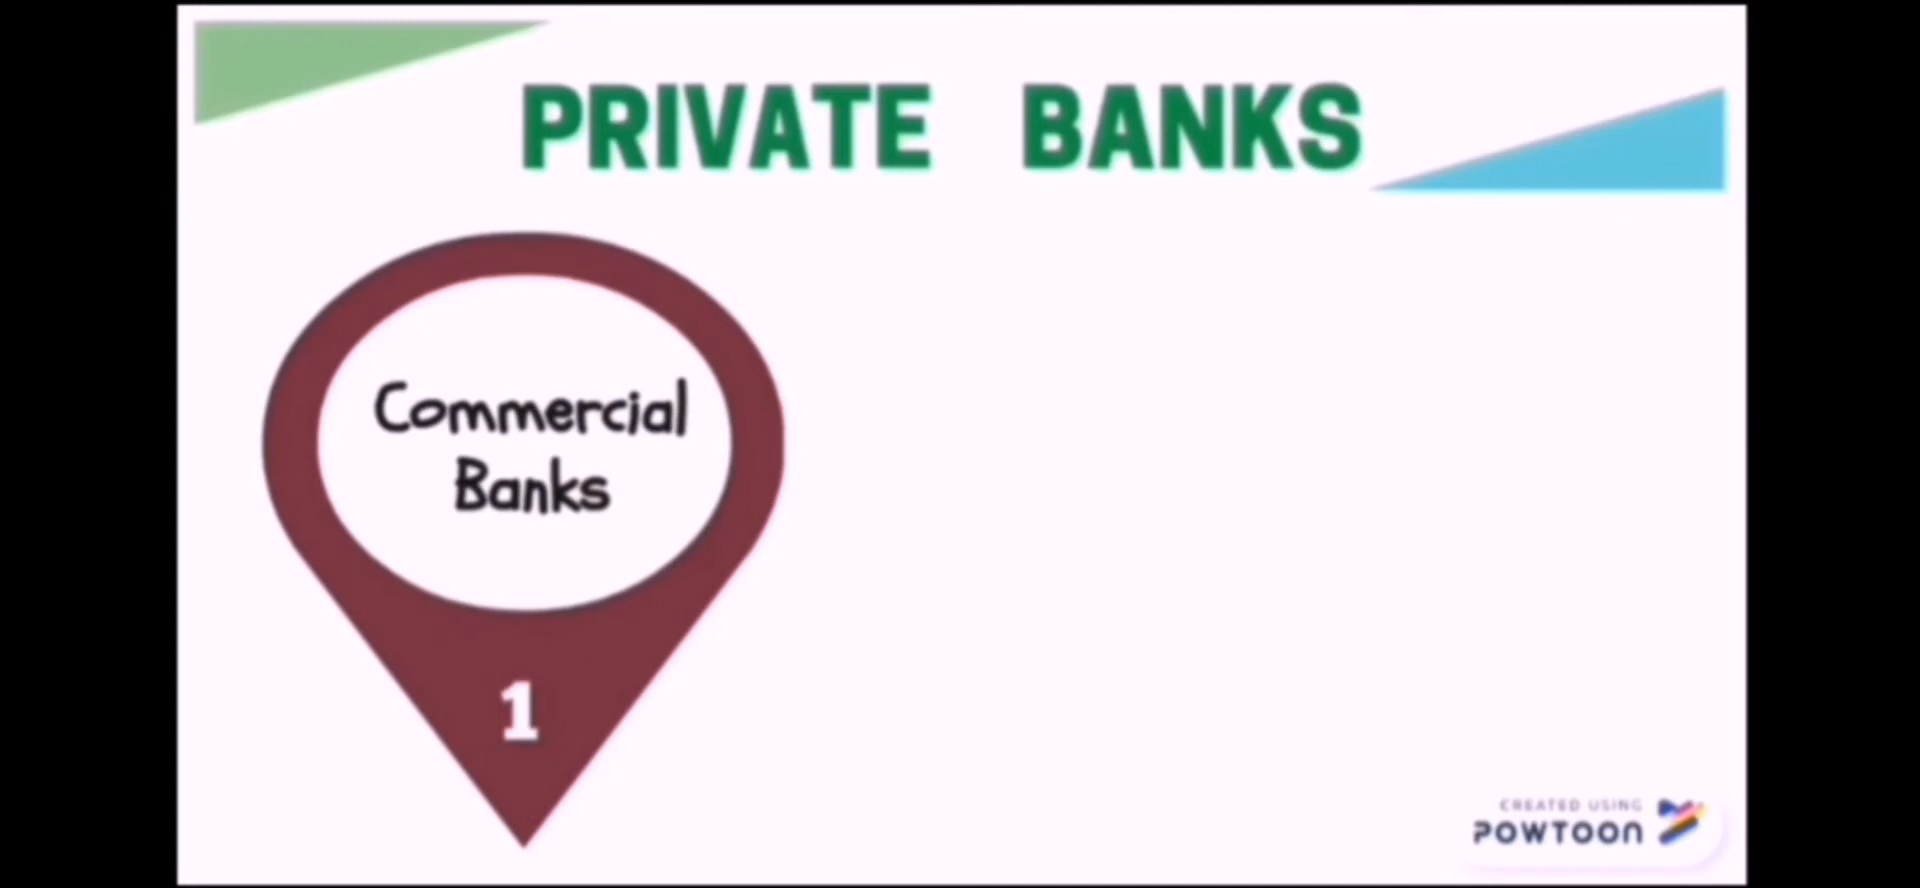 PRIVATE BANKS
Commercial
Banks
1
CREATED USING
POWTOON